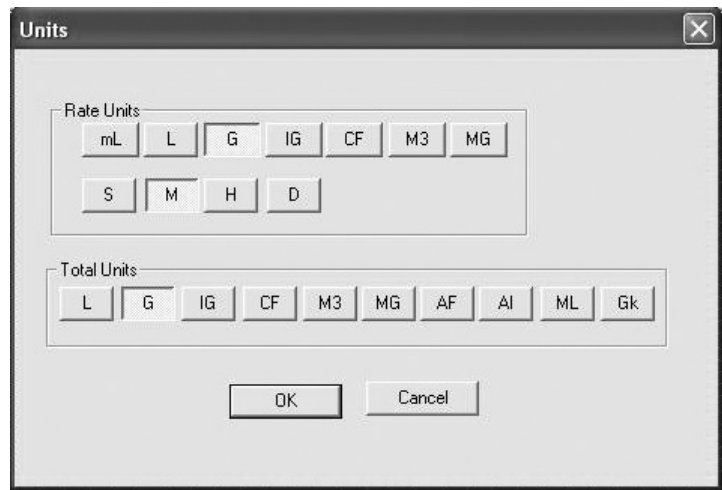 Units
Rate Units
mL L G IG CF M3 MG
S M H D
Total Units
L G IG CF M3 MG AF AI ML Gk
OK Cancel